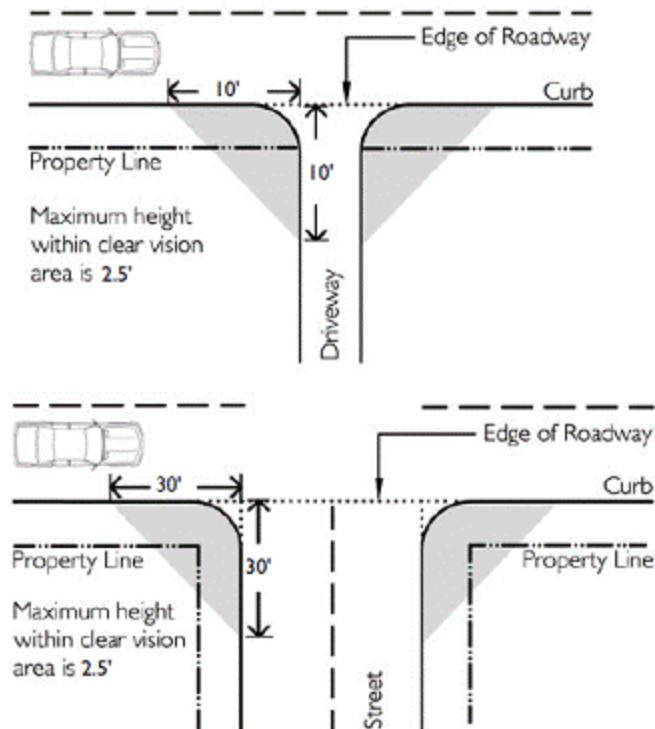 Edge of Roadway
10'
Curb
Property Line
10'
Maximum height
within clear vision
area is 2.5'
Driveway
Edge of Roadway
30'
Curb
Property Line
30'
Property Line
Maximum height
within clear vision
area is 2.5'
Street